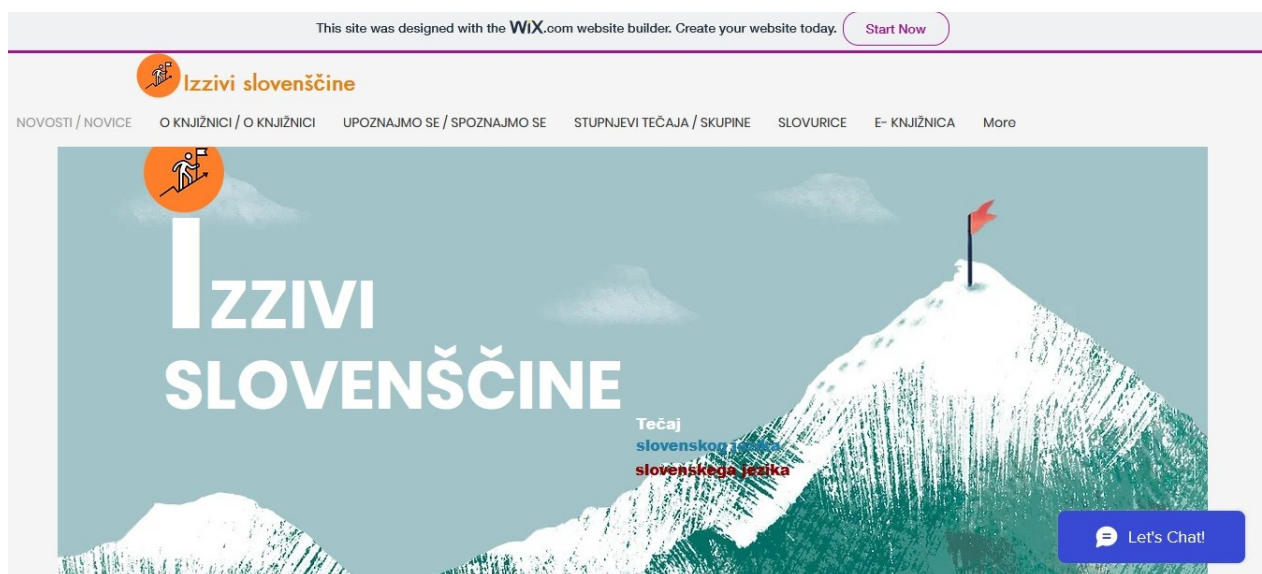 This site was designed with the WiX.com website builder. Create your website today. Start Now
Izzivi slovenščine
NOVOSTI / NOVICE O KNJIŽNICI / O KNJIŽNICI UPOZNAJMO SE / SPOZNAJMO SE STUPNJEVI TEČAJA / SKUPINE SLOVURICE E- KNJIŽNICA More
IZZIVI
SLOVENŠČINE
Tečaj
slovenskog jezika
slovenskega jezika
Let's Chat!